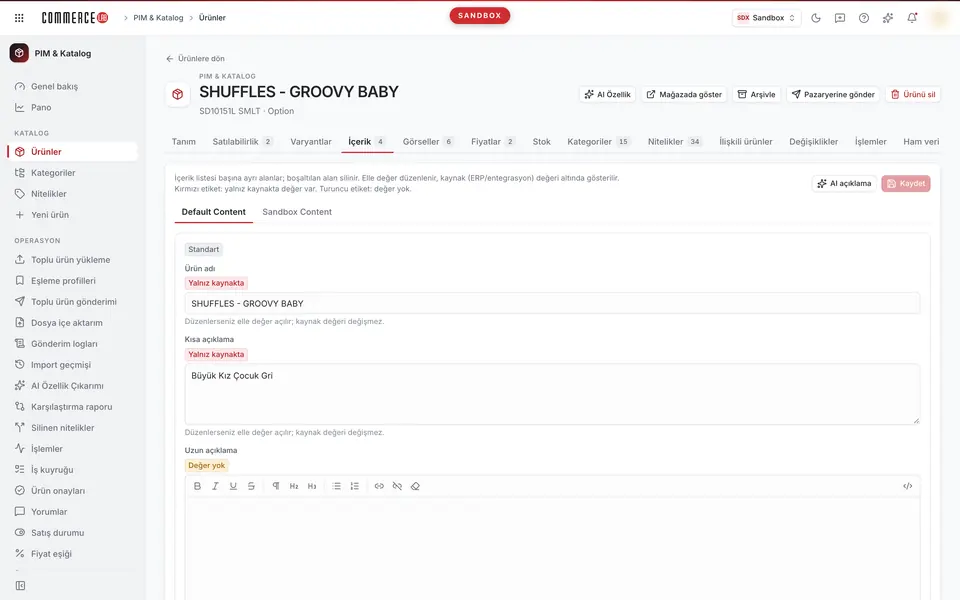 COMMERCE LAB
PIM & Katalog
Ürünler
SANDBOX
SDX Sandbox
PIM & Katalog
Genel bakış
Pano
KATALOG
Ürünler
Kategoriler
Nitelikler
Yeni ürün
OPERASYON
Toplu ürün yükleme
Eşleme profilleri
Toplu ürün gönderimi
Dosya içe aktarım
Gönderim logları
Import geçmişi
AI Özellik Çıkarımı
Karşılaştırma raporu
Silinen nitelikler
İşlemler
İş kuyruğu
Ürün onayları
Yorumlar
Satış durumu
Fiyat eşiği
Ürünlere dön
PIM & KATALOG
SHUFFLES - GROOVY BABY
SD10151L SMLT · Option
AI Özellik
Mağazada göster
Arşivle
Pazaryerine gönder
Ürünü sil
Tanım
Satılabilirlik 2
Varyantlar
İçerik 4
Görseller 6
Fiyatlar 2
Stok
Kategoriler 15
Nitelikler 34
İlişkili ürünler
Değişiklikler
İşlemler
Ham veri
İçerik listesi başına ayrı alanlar; boşaltılan alan silinir. Elle değer düzenlenir, kaynak (ERP/entegrasyon) değeri altında gösterilir.
Kırmızı etiket: yalnız kaynakta değer var. Turuncu etiket: değer yok.
AI açıklama
Kaydet
Default Content
Sandbox Content
Standart
Ürün adı
Yalnız kaynakta
SHUFFLES - GROOVY BABY
Düzenlerseniz elle değer açılır; kaynak değeri değişmez.
Kısa açıklama
Yalnız kaynakta
Büyük Kız Çocuk Gri
Düzenlerseniz elle değer açılır; kaynak değeri değişmez.
Uzun açıklama
Değer yok
B I U S ¶ H2 H3